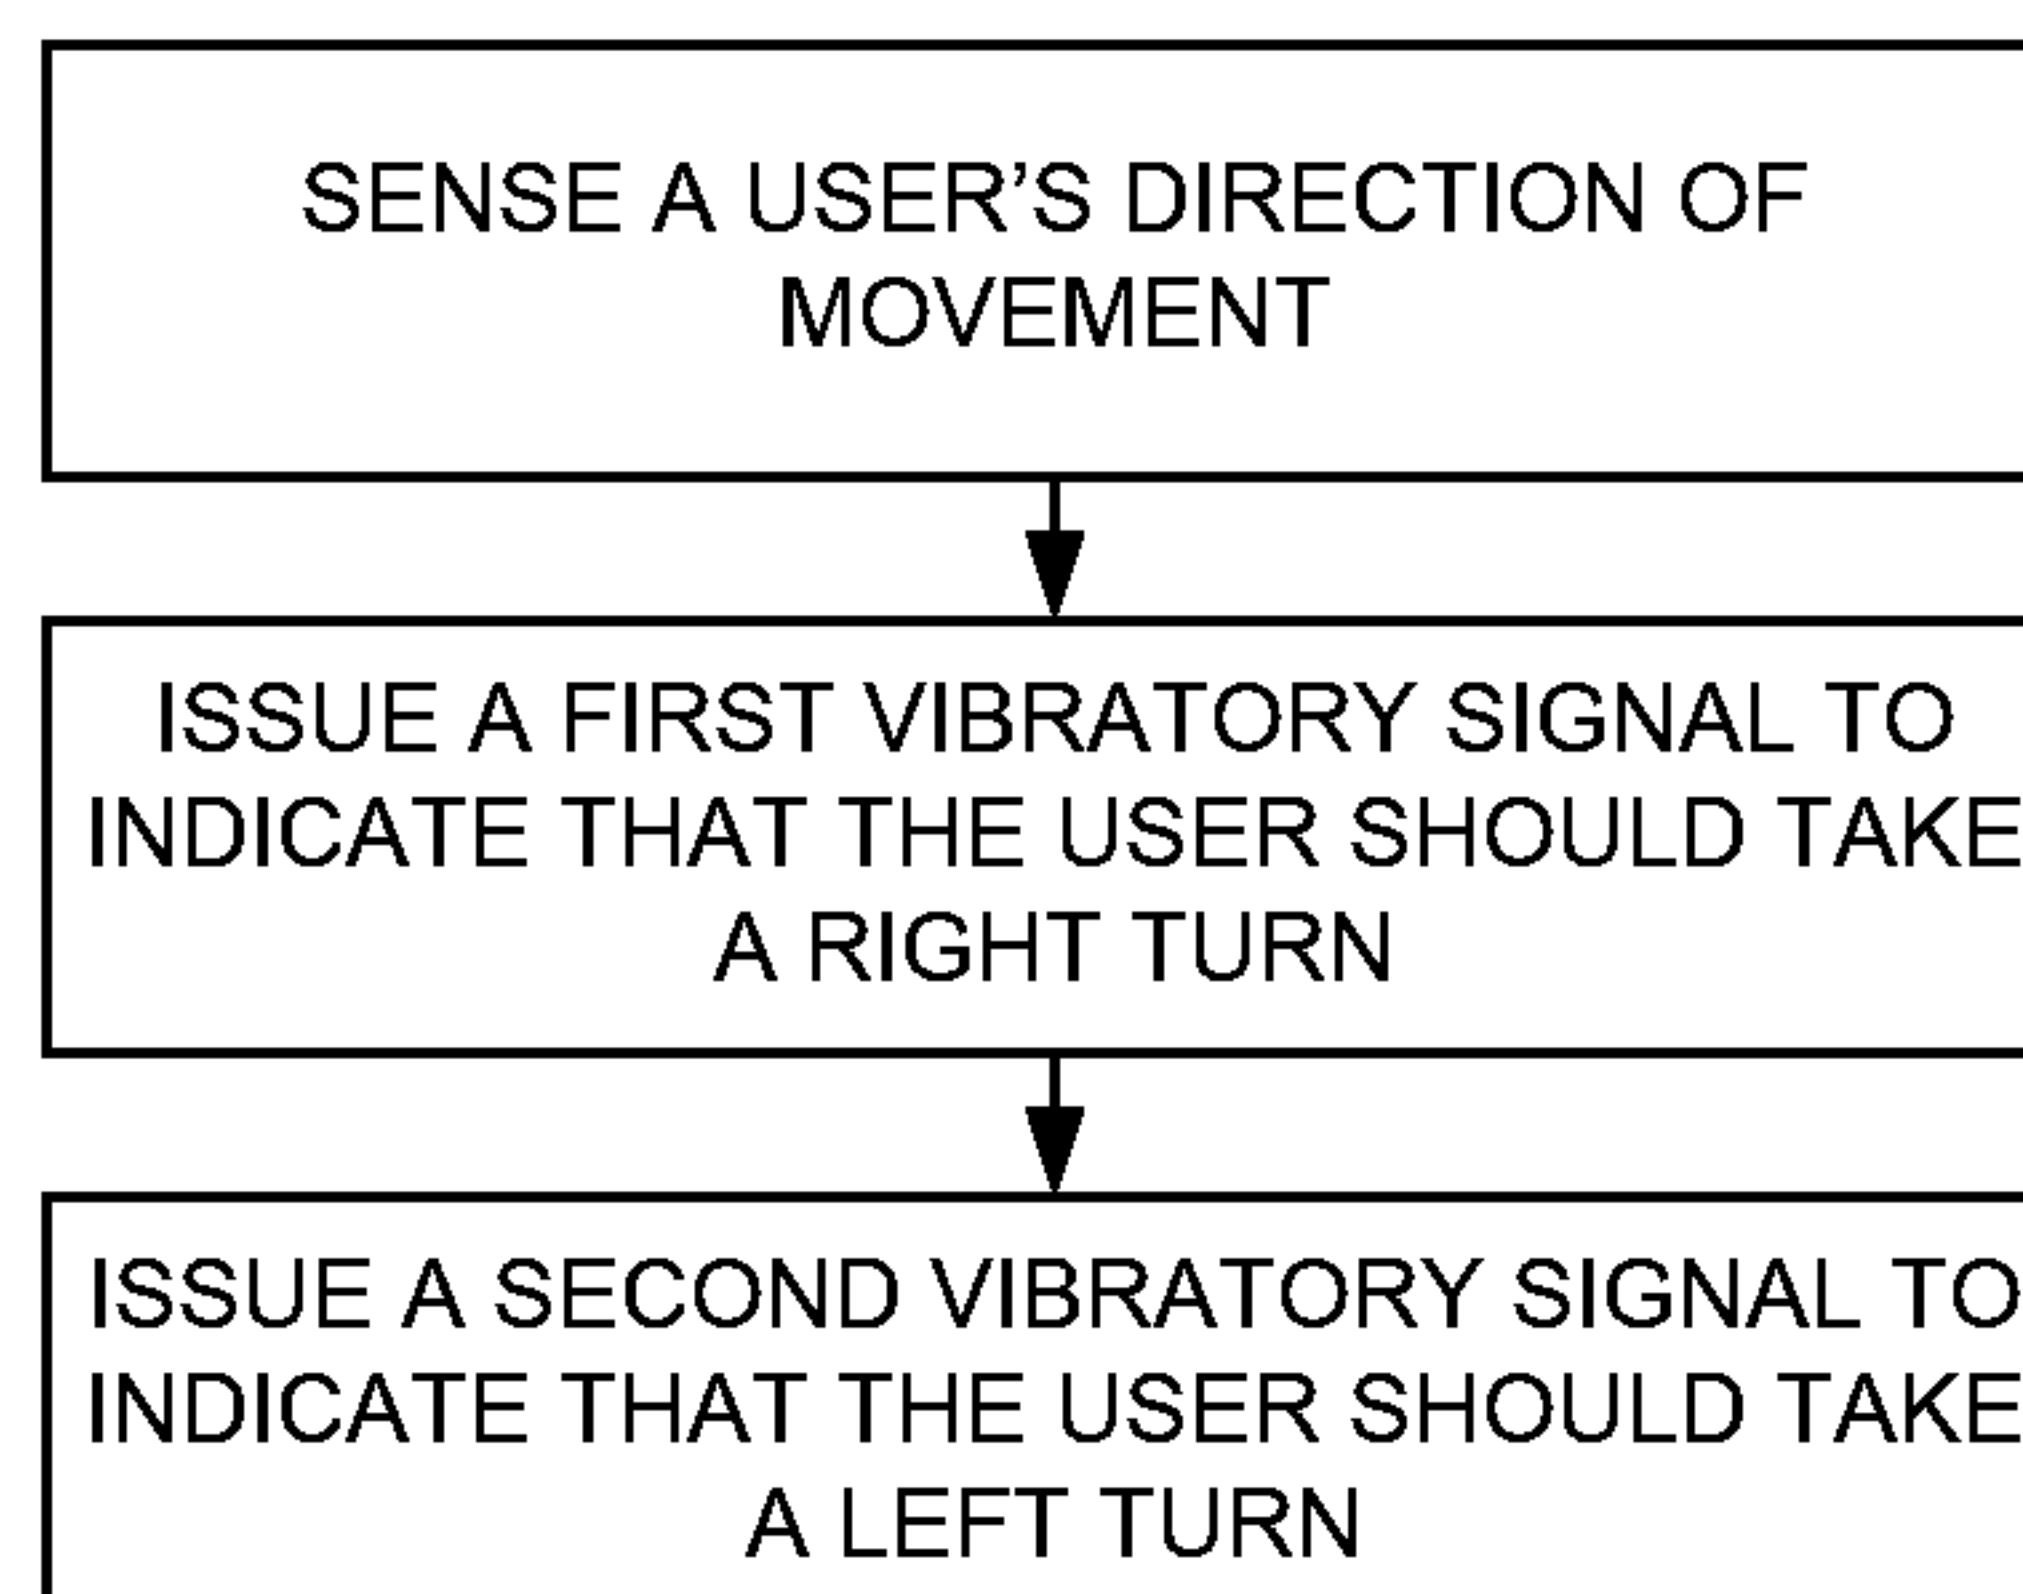 SENSE A USER’S DIRECTION OF
MOVEMENT
ISSUE A FIRST VIBRATORY SIGNAL TO
INDICATE THAT THE USER SHOULD TAKE
A RIGHT TURN
ISSUE A SECOND VIBRATORY SIGNAL TO
INDICATE THAT THE USER SHOULD TAKE
A LEFT TURN